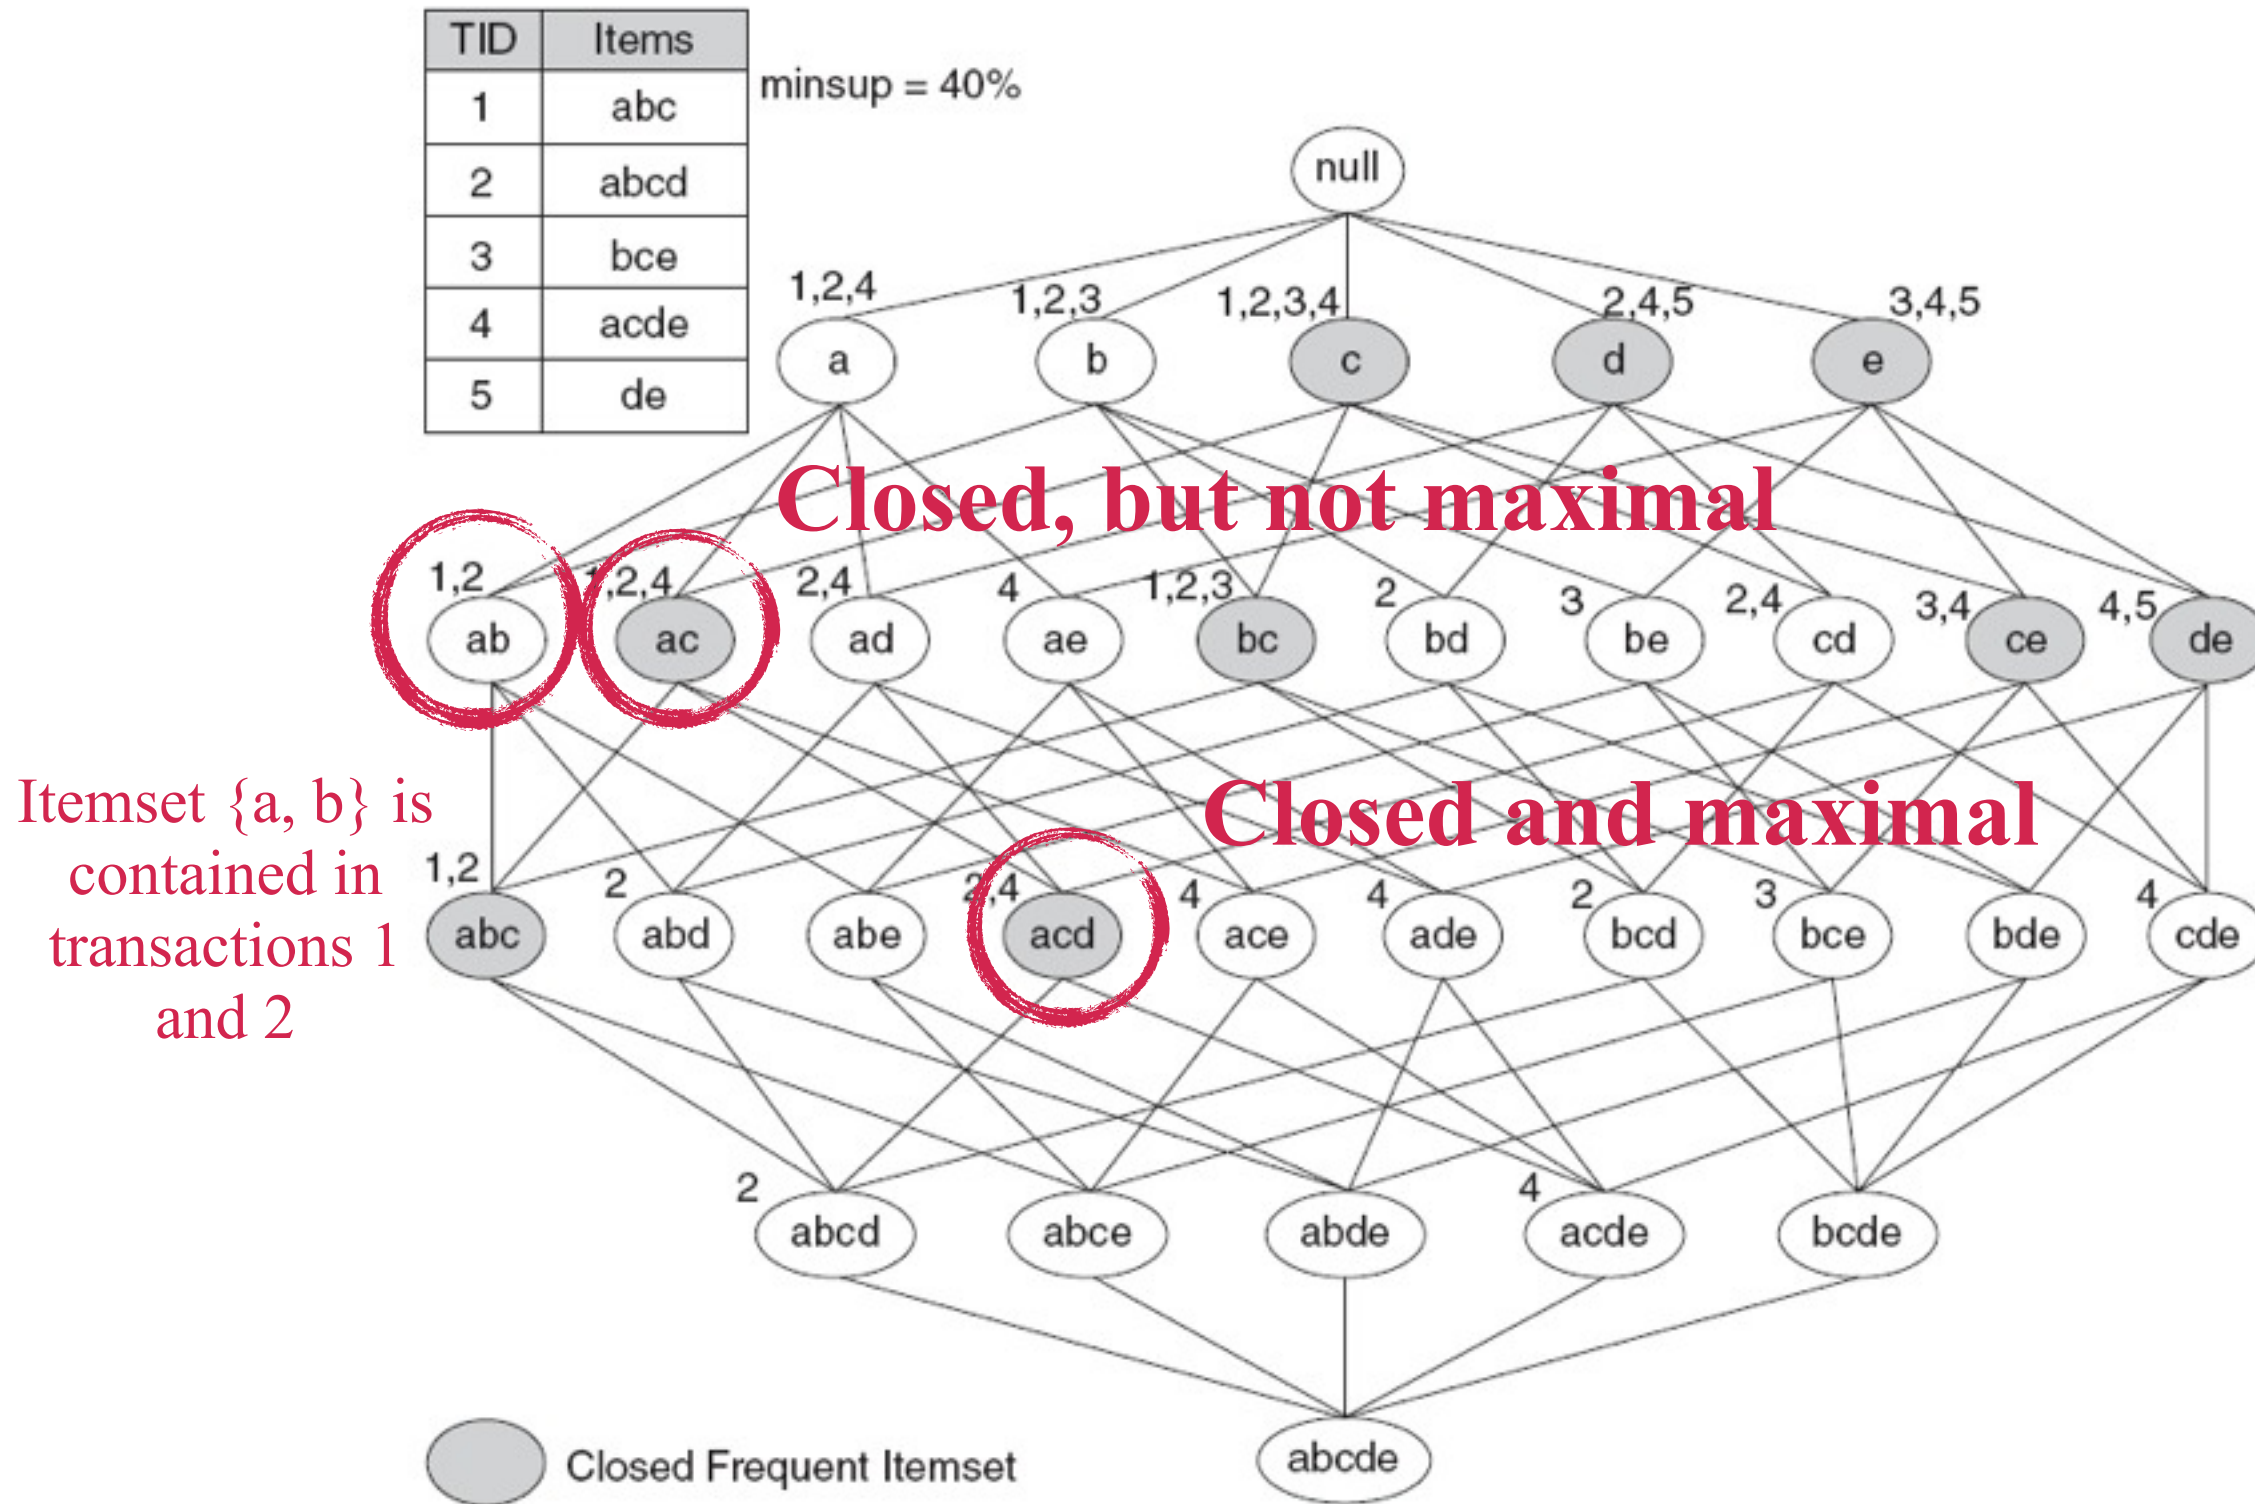 TID Items
1 abc
2 abcd
3 bce
4 acde
5 de
minsup = 40%
null
1,2,4 1,2,3 1,2,3,4 2,4,5 3,4,5
a b c d e
Closed, but not maximal
1,2 1,2,4 2,4 4 1,2,3 2 3 2,4 3,4 4,5
ab ac ad ae bc bd be cd ce de
Itemset {a, b} is
contained in
transactions 1
and 2
Closed and maximal
1,2 2 2,4 4 4 2 3 4
abc abd abe acd ace ade bcd bce bde cde
2 4
abcd abce abde acde bcde
abcde
Closed Frequent Itemset